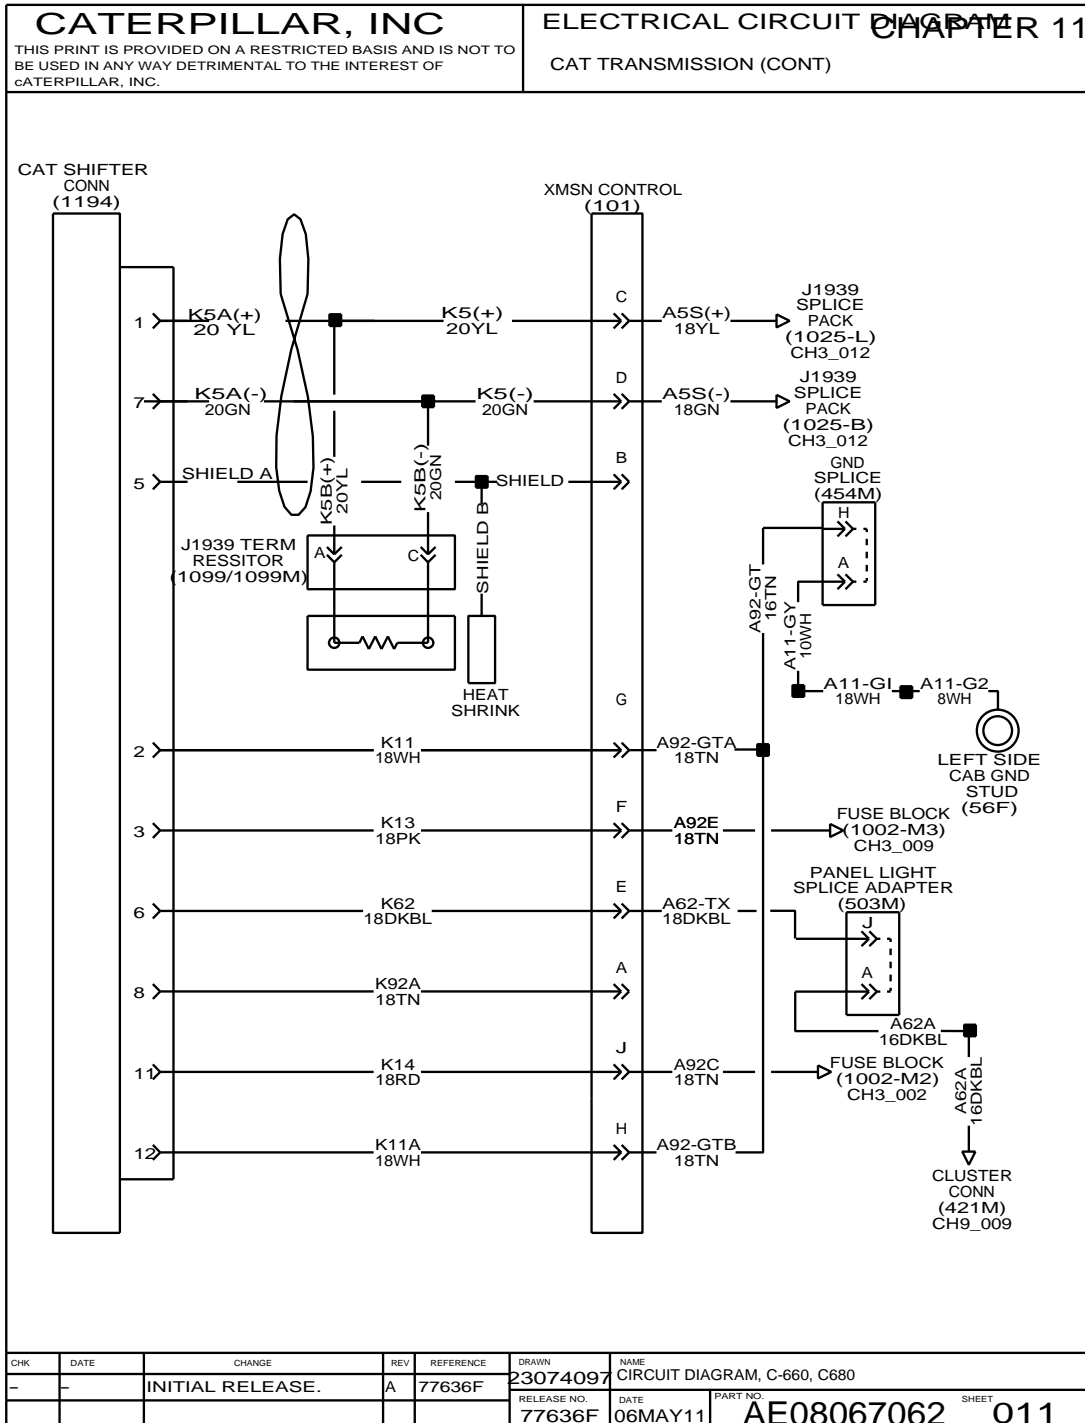 CATERPILLAR, INC
THIS PRINT IS PROVIDED ON A RESTRICTED BASIS AND IS NOT TO
BE USED IN ANY WAY DETRIMENTAL TO THE INTEREST OF
cATERPILLAR, INC.
ELECTRICAL CIRCUIT DIAGRAM
CHAPTER 11
CAT TRANSMISSION (CONT)
CAT SHIFTER
CONN
(1194)
XMSN CONTROL
(101)
1
K5A(+)
20 YL
K5(+)
20YL
C
A5S(+)
18YL
J1939
SPLICE
PACK
(1025-L)
CH3_012
7
K5A(-)
20GN
K5(-)
20GN
D
A5S(-)
18GN
J1939
SPLICE
PACK
(1025-B)
CH3_012
5
SHIELD A
K5B(+)
20YL
K5B(-)
20GN
SHIELD
SHIELD B
B
GND
SPLICE
(454M)
H
A
J1939 TERM
RESSITOR
(1099/1099M)
A
C
HEAT
SHRINK
A92-GT
16TN
A11-GY
10WH
A11-GI
18WH
A11-G2
8WH
LEFT SIDE
CAB GND
STUD
(56F)
2
K11
18WH
G
A92-GTA
18TN
3
K13
18PK
F
A92E
18TN
FUSE BLOCK
(1002-M3)
CH3_009
6
K62
18DKBL
E
A62-TX
18DKBL
PANEL LIGHT
SPLICE ADAPTER
(503M)
J
A
8
K92A
18TN
A
A62A
16DKBL
A62A
16DKBL
11
K14
18RD
J
A92C
18TN
FUSE BLOCK
(1002-M2)
CH3_002
12
K11A
18WH
H
A92-GTB
18TN
CLUSTER
CONN
(421M)
CH9_009
CHK DATE CHANGE REV REFERENCE
- - INITIAL RELEASE. A 77636F
DRAWN
23074097
NAME
CIRCUIT DIAGRAM, C-660, C680
RELEASE NO.
77636F
DATE
06MAY11
PART NO.
AE08067062
SHEET
011